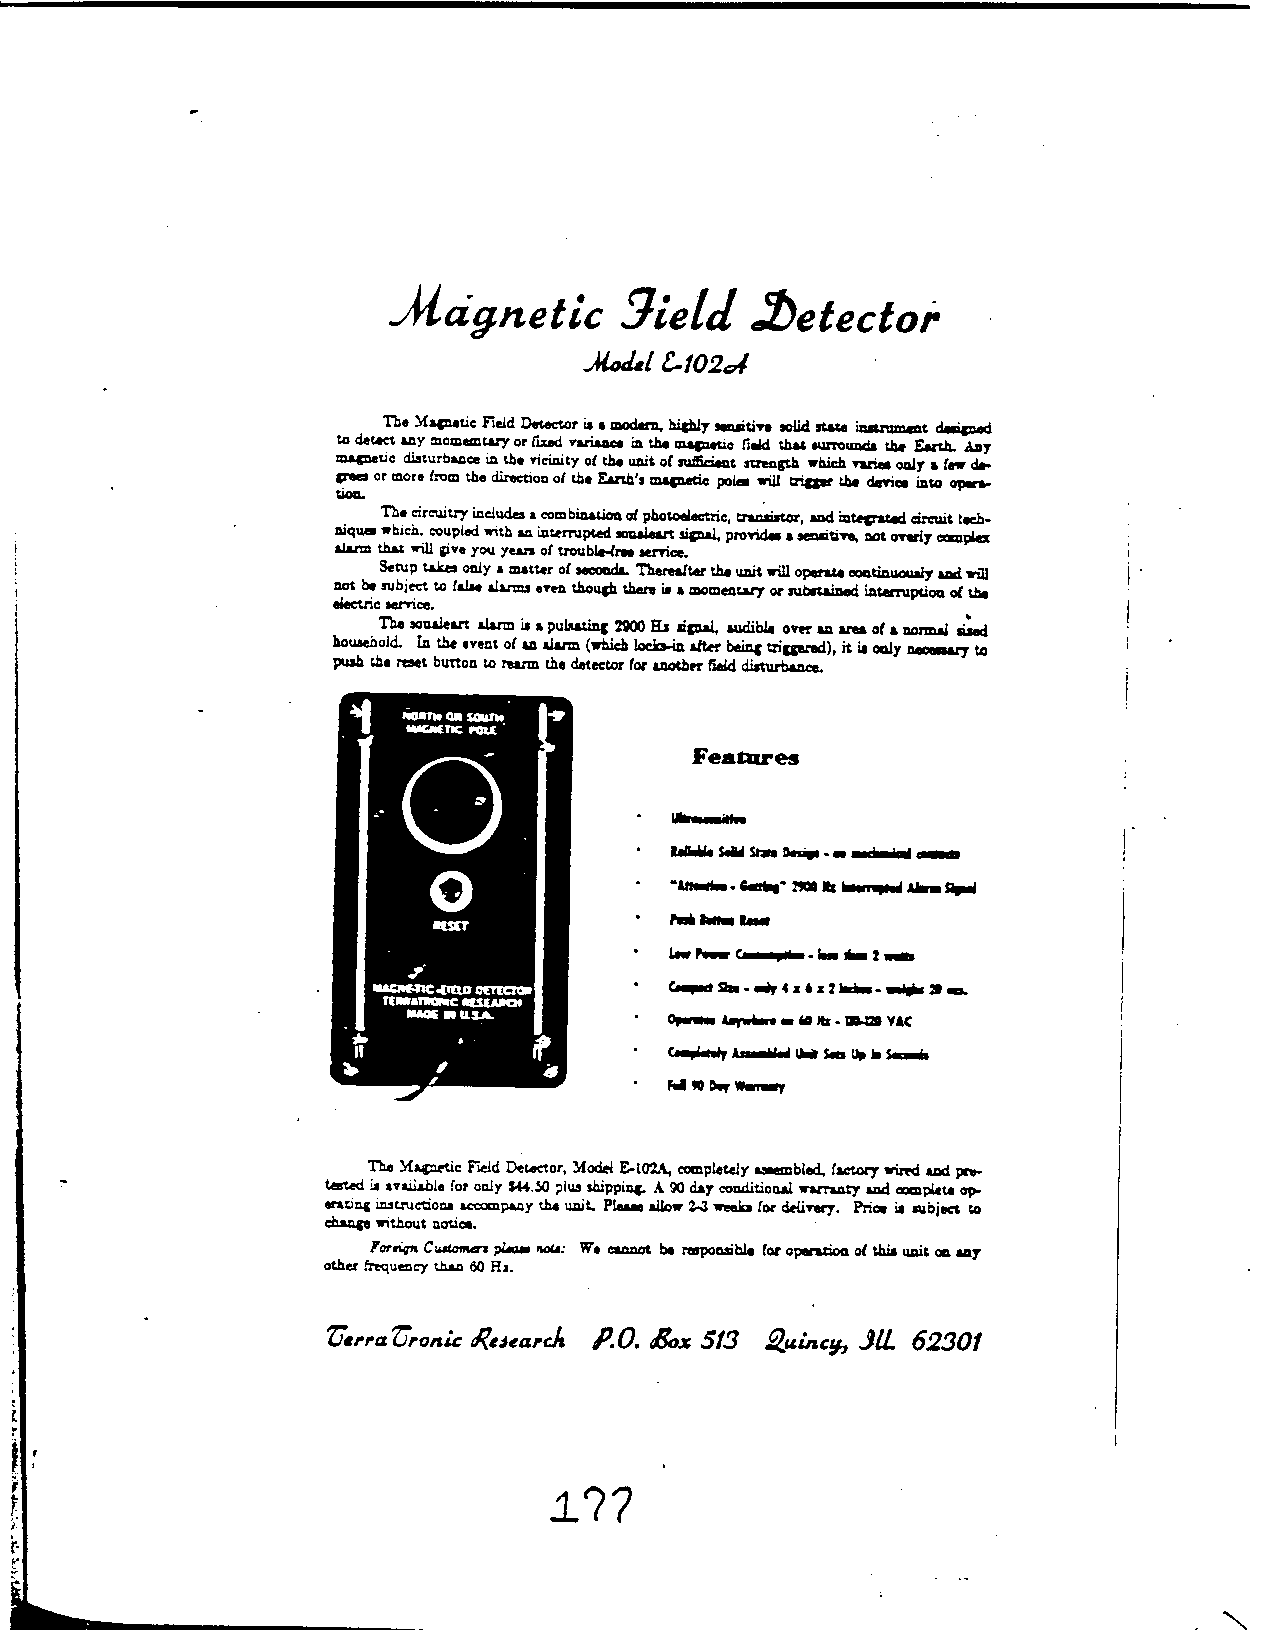 Magnetic Field Detector
Model E-102A
The Magnetic Field Detector is a modern, highly sensitive solid state instrument designed
to detect any momemtary or fixed variance in the magnetic field that surrounds the Earth. Any
magnetic disturbance in the vicinity of the unit of sufficient strength which varies only a few de-
grees or more from the direction of the Earth's magnetic poles will trigger the device into opera-
tion.
The circuitry includes a combination of photoelectric, transistor, and integrated circuit tech-
niques which, coupled with an interrupted sonaleart signal, provides a sensitive, not overly complex
alarm that will give you years of trouble-free service.
Setup takes only a matter of seconds. Thereafter the unit will operate continuously and will
not be subject to false alarms even though there is a momentary or substained interruption of the
electric service.
The sonaleart alarm is a pulsating 2900 Hz signal, audible over an area of a normal sized
household. In the event of an alarm (which locks-in after being triggered), it is only necessary to
push the reset button to rearm the detector for another field disturbance.
NORTH OR SOUTH
MAGNETIC POLE
RESET
MAGNETIC-FIELD DETECTOR
TERRATRONIC RESEARCH
MADE IN U.S.A.
Features
· Ultrasensitive
· Reliable Solid State Design - no mechanical contacts
· "Attention - Getting" 2900 Hz Interrupted Alarm Signal
· Push Button Reset
· Low Power Consumption - less than 2 watts
· Compact Size - only 4 x 6 x 2 inches - weighs 20 ozs.
· Operates Anywhere on 60 Hz - 110-120 VAC
· Completely Assembled Unit Sets Up In Seconds
· Full 90 Day Warranty
The Magnetic Field Detector, Model E-102A, completely assembled, factory wired and pre-
tested is available for only $44.50 plus shipping. A 90 day conditional warranty and complete op-
erating instructions accompany the unit. Please allow 2-3 weeks for delivery. Price is subject to
change without notice.
Foreign Customers please note: We cannot be responsible for operation of this unit on any
other frequency than 60 Hz.
TerraTronic Research P.O. Box 513 Quincy, Ill. 62301
177